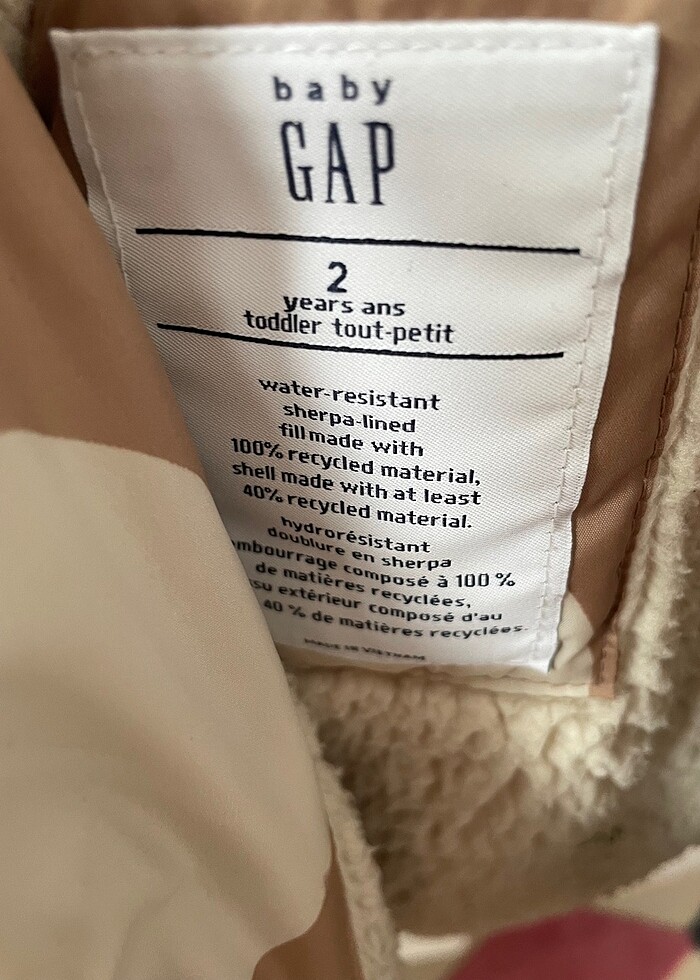 baby
GAP
2
years ans
toddler tout-petit
water-resistant
sherpa-lined
fill made with
100% recycled material,
shell made with at least
40% recycled material.
hydrorésistant
doublure en sherpa
composé à 100 %
de matières recyclées,
extérieur composé d'au
40 % de matières recyclées.
MADE IN VIETNAM